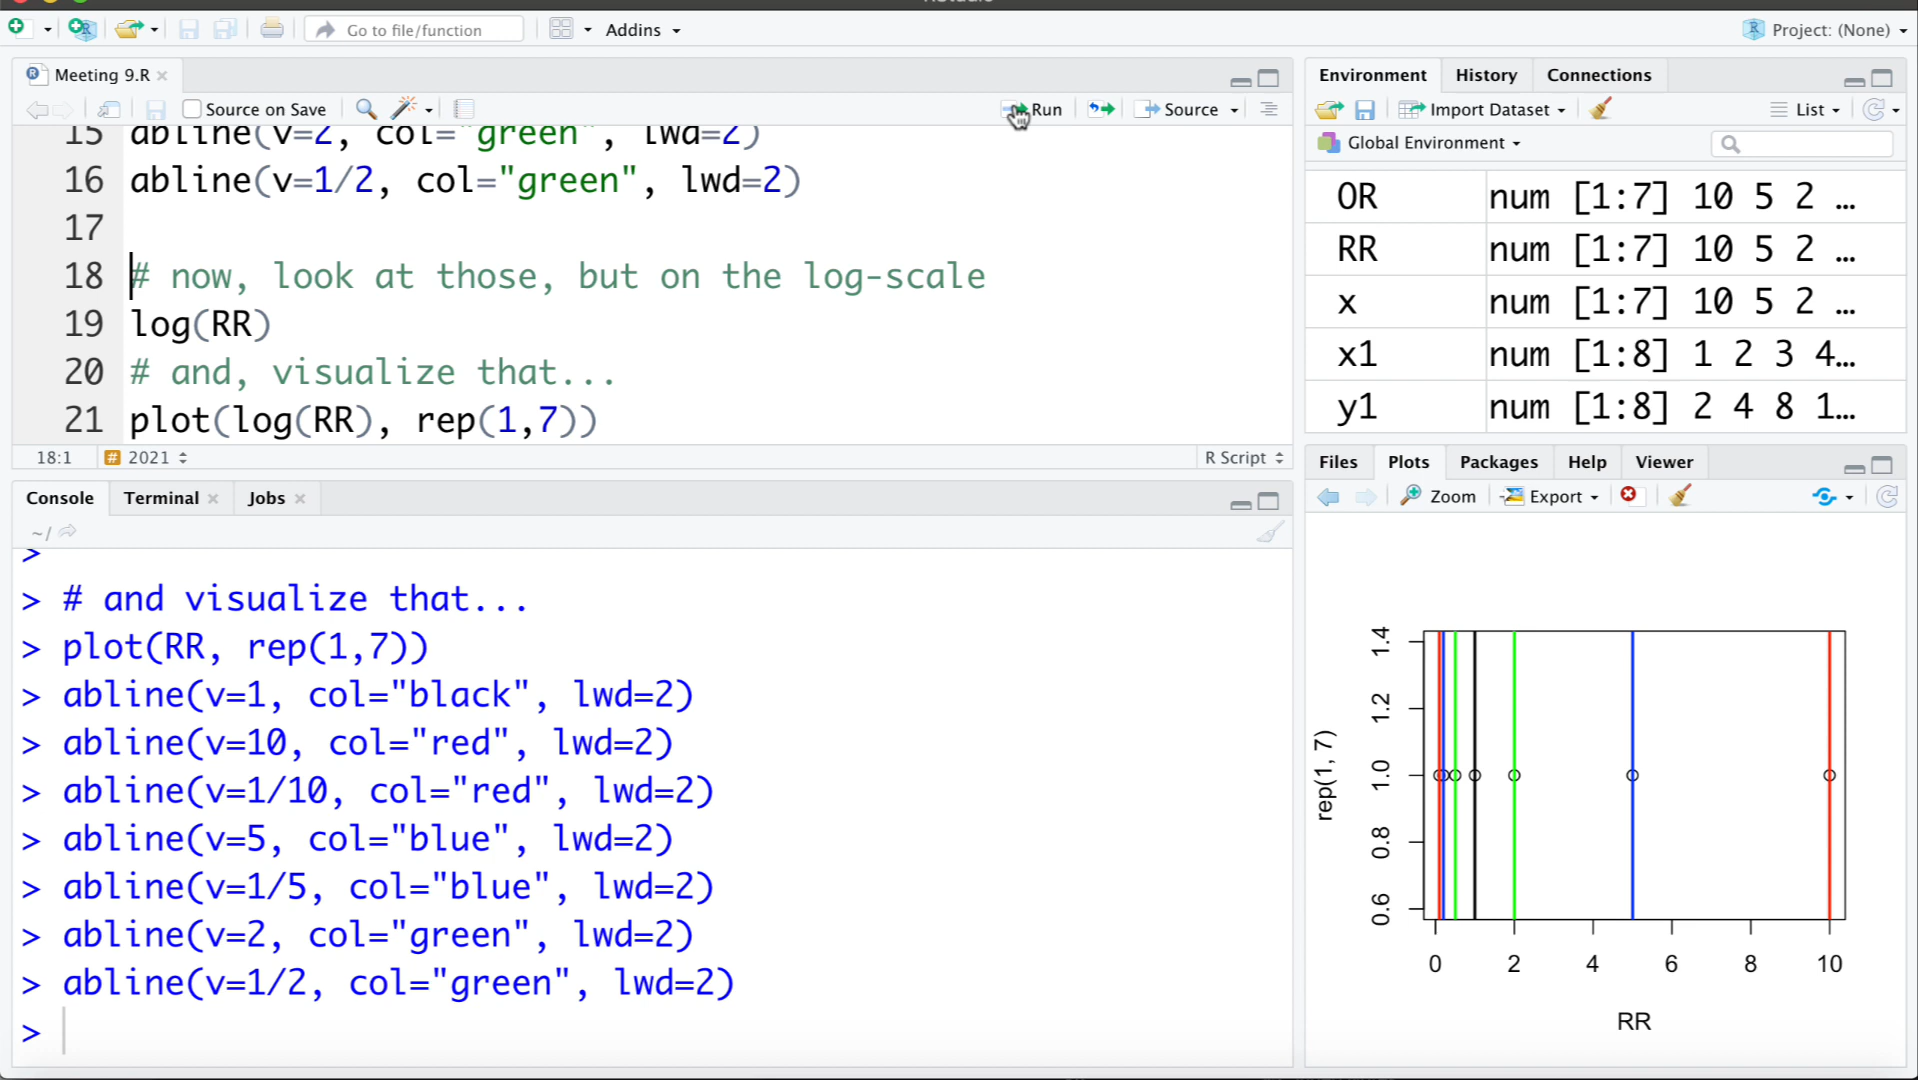 Go to file/function
Addins
Project: (None)
Meeting 9.R
Source on Save
Run
Source
15 abline(v=2, col="green", lwd=2)
16 abline(v=1/2, col="green", lwd=2)
17
18 # now, look at those, but on the log-scale
19 log(RR)
20 # and, visualize that...
21 plot(log(RR), rep(1,7))
18:1
# 2021
R Script
Console
Terminal
Jobs
~/
>
> # and visualize that...
> plot(RR, rep(1,7))
> abline(v=1, col="black", lwd=2)
> abline(v=10, col="red", lwd=2)
> abline(v=1/10, col="red", lwd=2)
> abline(v=5, col="blue", lwd=2)
> abline(v=1/5, col="blue", lwd=2)
> abline(v=2, col="green", lwd=2)
> abline(v=1/2, col="green", lwd=2)
>
Environment
History
Connections
Import Dataset
List
Global Environment
OR num [1:7] 10 5 2 ...
RR num [1:7] 10 5 2 ...
x num [1:7] 10 5 2 ...
x1 num [1:8] 1 2 3 4...
y1 num [1:8] 2 4 8 1...
Files
Plots
Packages
Help
Viewer
Zoom
Export
rep(1, 7)
1.4
1.2
1.0
0.8
0.6
0 2 4 6 8 10
RR